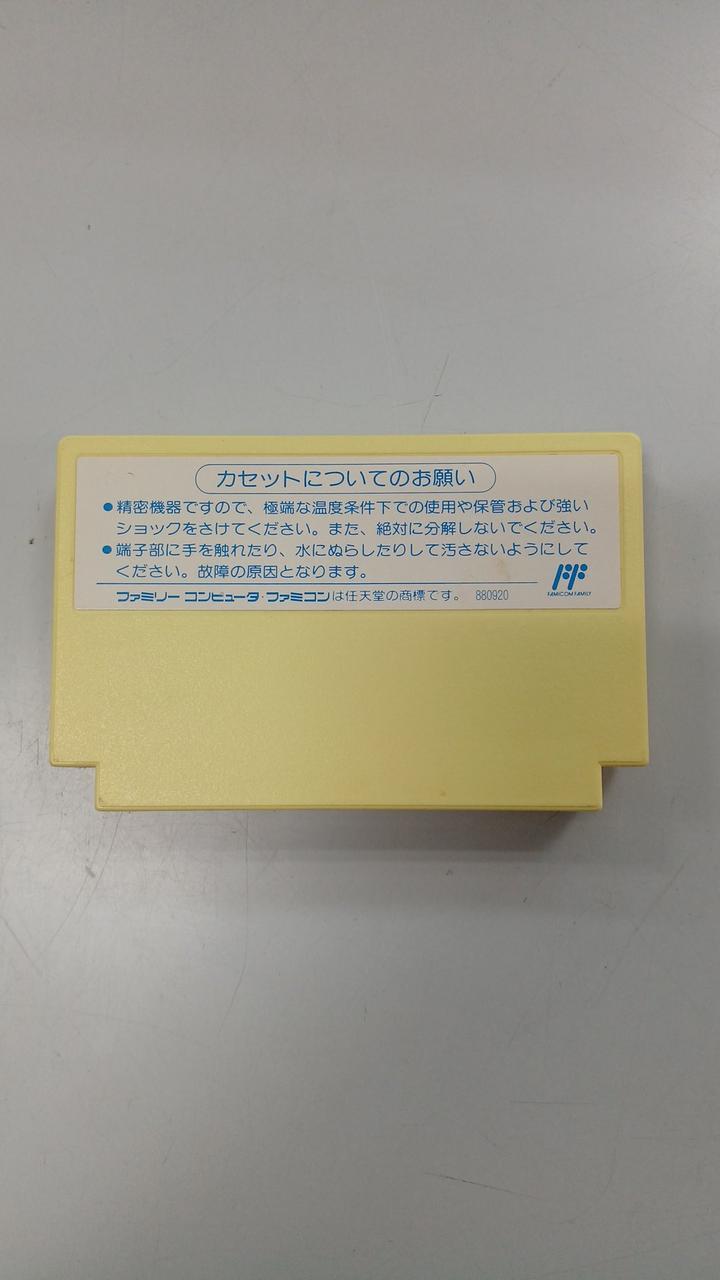 カセットについてのお願い
●精密機器ですので、極端な温度条件下での使用や保管および強い
ショックをさけてください。また、絶対に分解しないでください。
●端子部に手を触れたり、水にぬらしたりして汚さないようにして
ください。故障の原因となります。
FF
FAMICOM FAMILY
ファミリーコンピュータ・ファミコンは任天堂の商標です。 880920